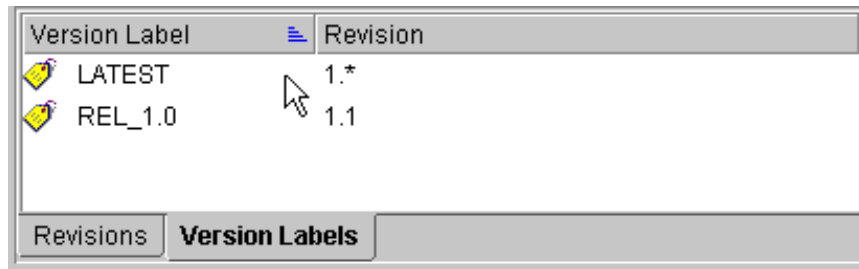 Version Label Revision
LATEST 1.*
REL_1.0 1.1
Revisions Version Labels